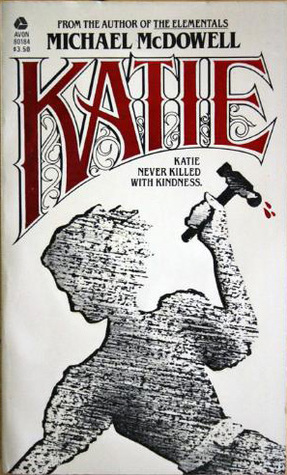 AVON
80184
$3.50
FROM THE AUTHOR OF THE ELEMENTALS
MICHAEL McDOWELL
KATIE
KATIE
NEVER KILLED
WITH KINDNESS.